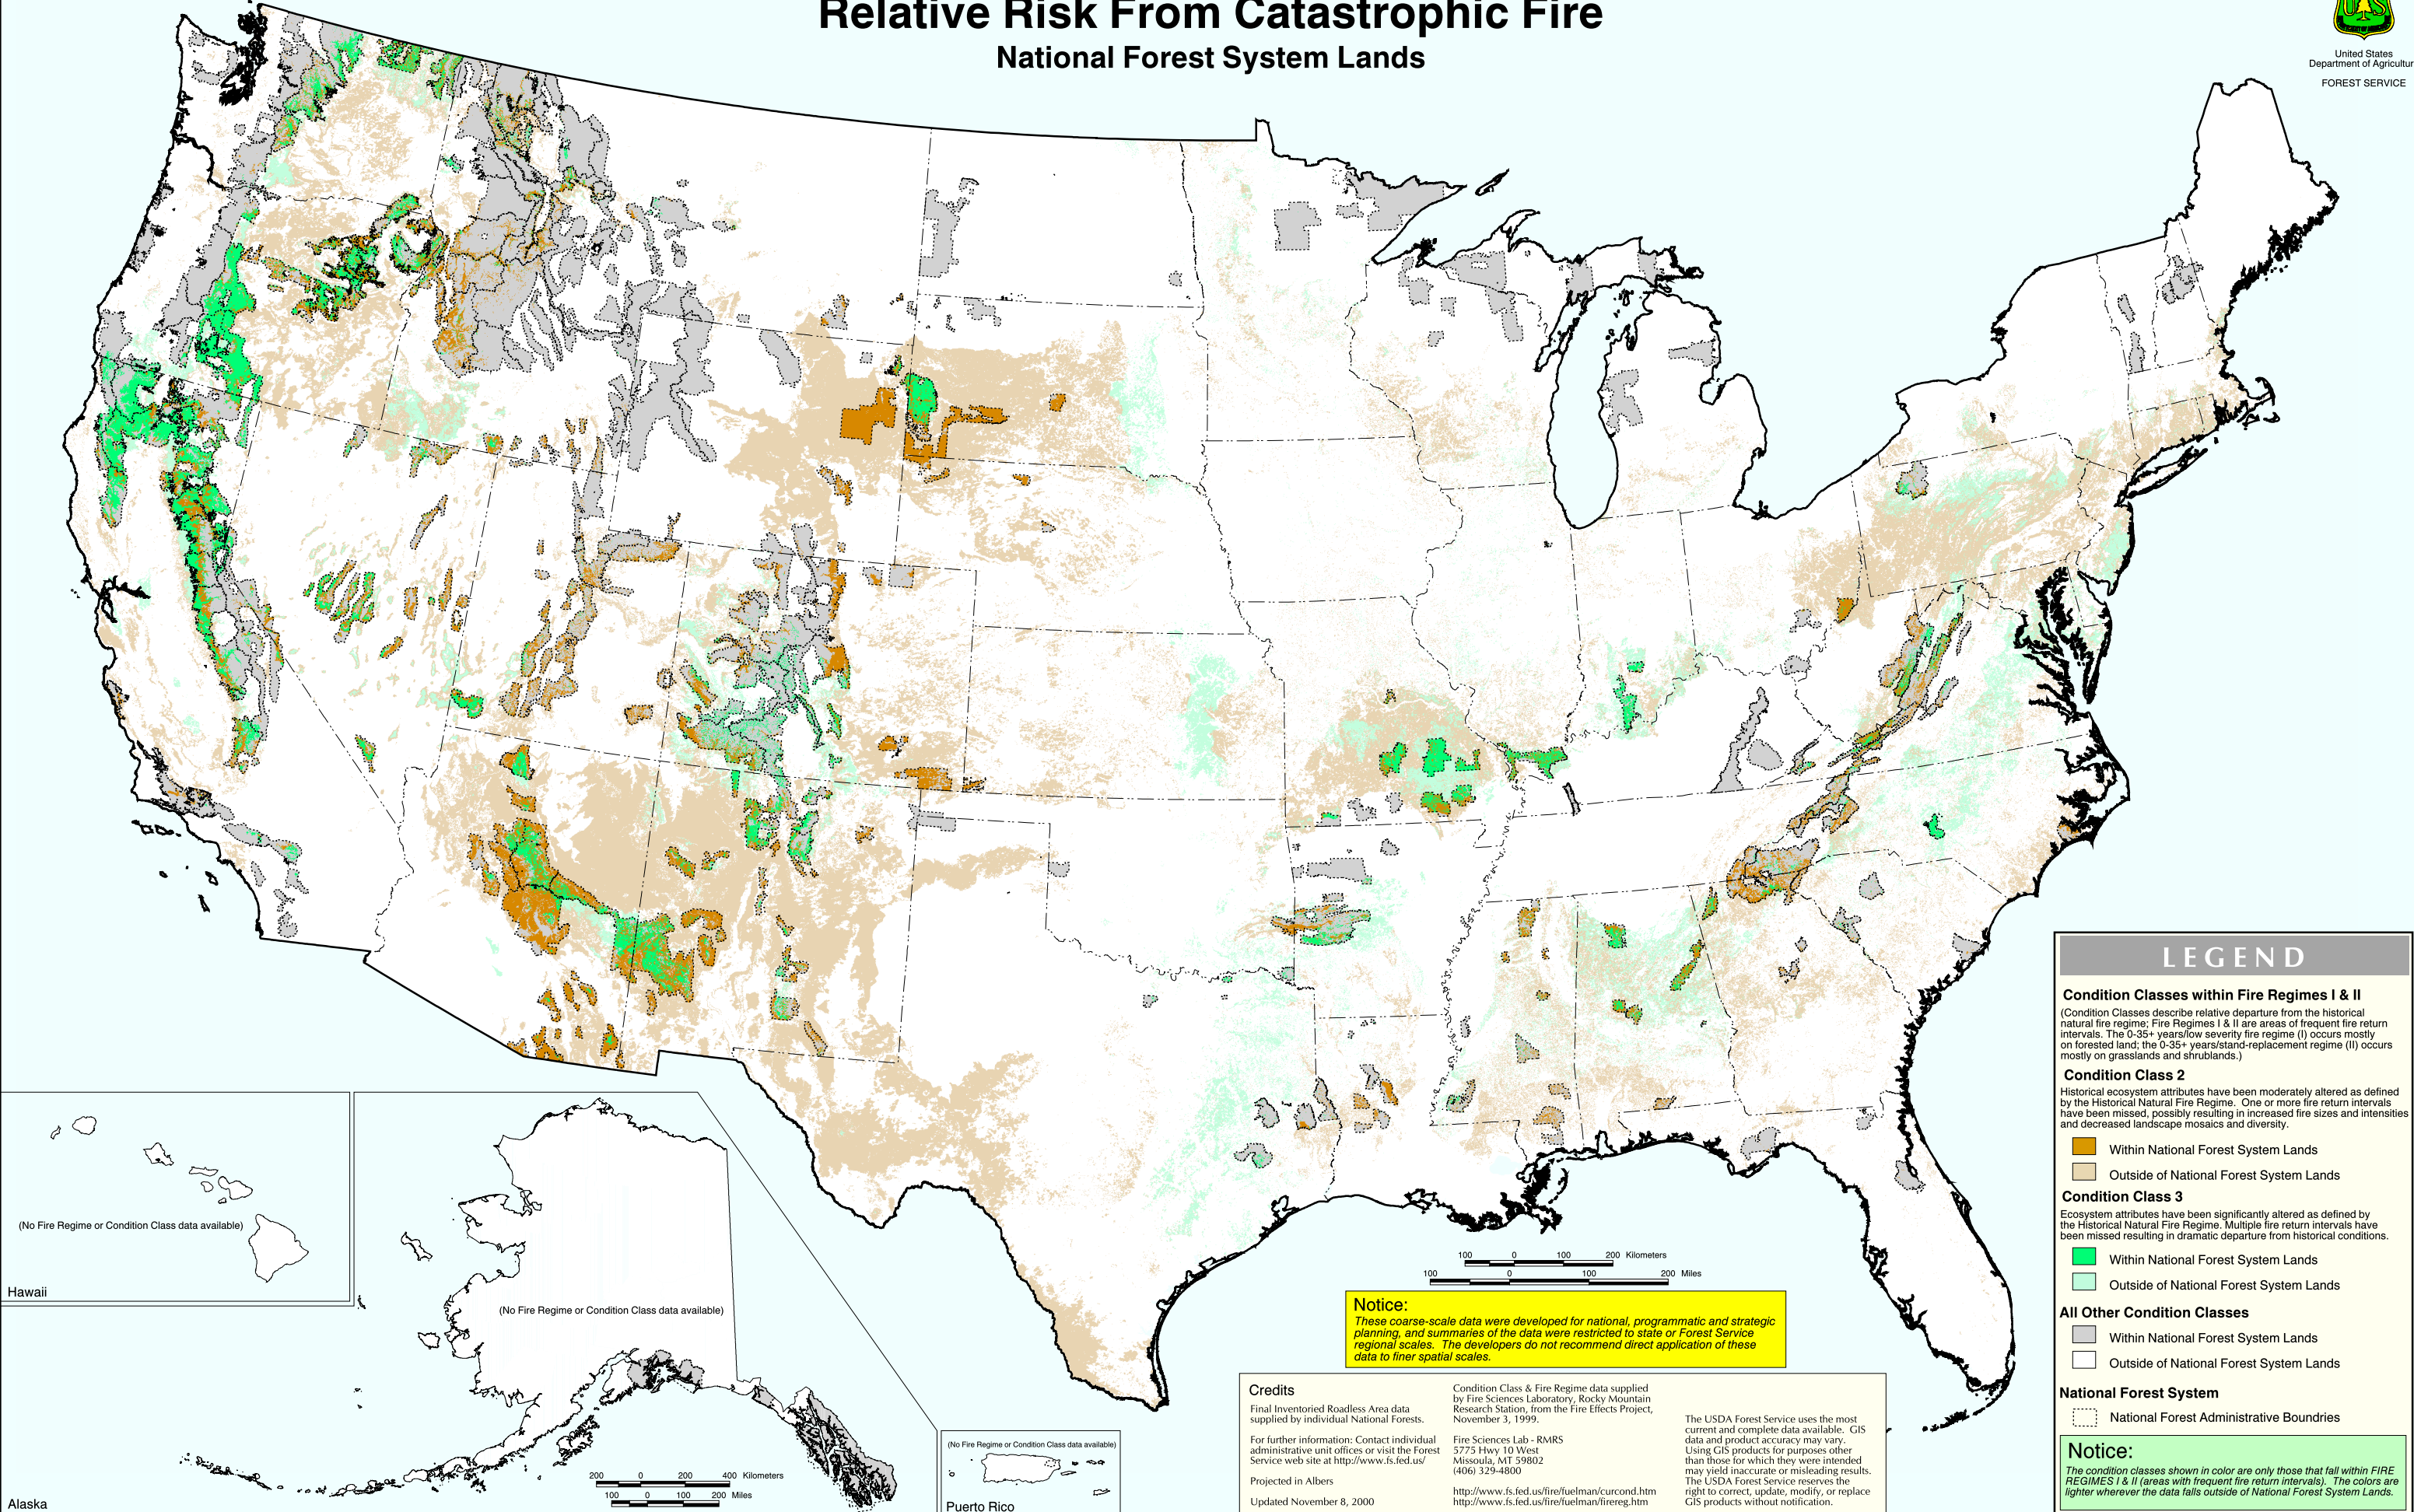 Relative Risk From Catastrophic Fire
National Forest System Lands
US
United States
Department of Agricultur
FOREST SERVICE
LEGEND
Condition Classes within Fire Regimes I & II
(Condition Classes describe relative departure from the historical
natural fire regime; Fire Regimes I & II are areas of frequent fire return
intervals. The 0-35+ years/low severity fire regime (I) occurs mostly
on forested land; the 0-35+ years/stand-replacement regime (II) occurs
mostly on grasslands and shrublands.)
Condition Class 2
Historical ecosystem attributes have been moderately altered as defined
by the Historical Natural Fire Regime. One or more fire return intervals
have been missed, possibly resulting in increased fire sizes and intensities
and decreased landscape mosaics and diversity.
Within National Forest System Lands
Outside of National Forest System Lands
Condition Class 3
Ecosystem attributes have been significantly altered as defined by
the Historical Natural Fire Regime. Multiple fire return intervals have
been missed resulting in dramatic departure from historical conditions.
Within National Forest System Lands
Outside of National Forest System Lands
All Other Condition Classes
Within National Forest System Lands
Outside of National Forest System Lands
National Forest System
National Forest Administrative Boundries
Notice:
The condition classes shown in color are only those that fall within FIRE
REGIMES I & II (areas with frequent fire return intervals). The colors are
lighter wherever the data falls outside of National Forest System Lands.
(No Fire Regime or Condition Class data available)
Hawaii
(No Fire Regime or Condition Class data available)
200 0 200 400 Kilometers
100 0 100 200 Miles
Alaska
(No Fire Regime or Condition Class data available)
Puerto Rico
100 0 100 200 Kilometers
100 0 100 200 Miles
Notice:
These coarse-scale data were developed for national, programmatic and strategic
planning, and summaries of the data were restricted to state or Forest Service
regional scales. The developers do not recommend direct application of these
data to finer spatial scales.
Credits
Final Inventoried Roadless Area data
supplied by individual National Forests.
For further information: Contact individual
administrative unit offices or visit the Forest
Service web site at http://www.fs.fed.us/
Projected in Albers
Updated November 8, 2000
Condition Class & Fire Regime data supplied
by Fire Sciences Laboratory, Rocky Mountain
Research Station, from the Fire Effects Project,
November 3, 1999.
Fire Sciences Lab - RMRS
5775 Hwy 10 West
Missoula, MT 59802
(406) 329-4800
http://www.fs.fed.us/fire/fuelman/curcond.htm
http://www.fs.fed.us/fire/fuelman/firereg.htm
The USDA Forest Service uses the most
current and complete data available. GIS
data and product accuracy may vary.
Using GIS products for purposes other
than those for which they were intended
may yield inaccurate or misleading results.
The USDA Forest Service reserves the
right to correct, update, modify, or replace
GIS products without notification.